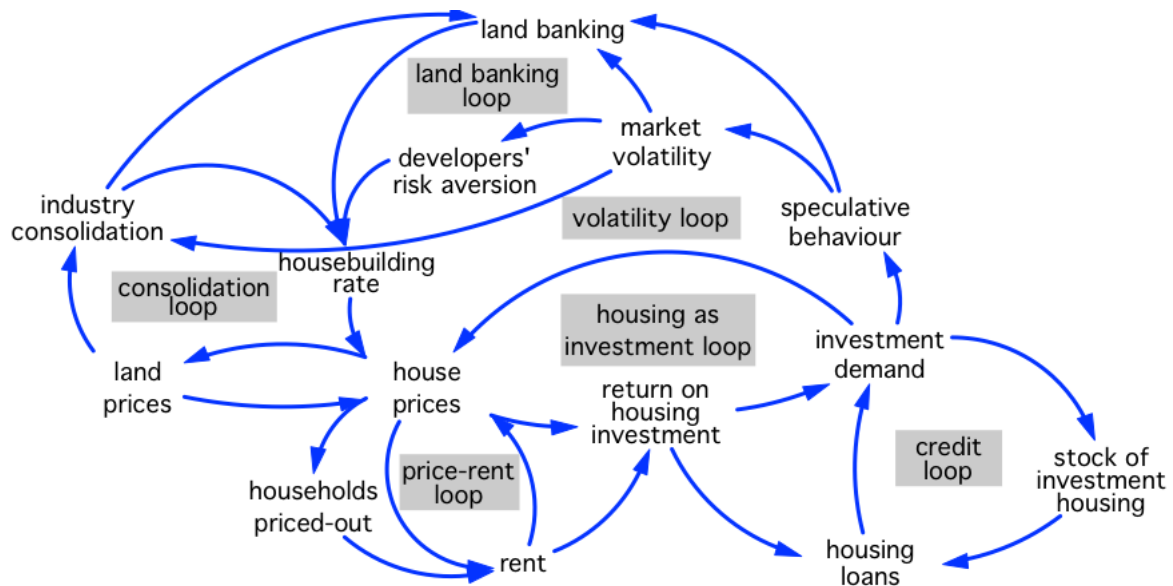 land banking
land banking
loop
market
volatility
developers'
risk aversion
industry
consolidation
volatility loop
speculative
behaviour
housebuilding
rate
consolidation
loop
housing as
investment loop
investment
demand
land
prices
house
prices
return on
housing
investment
credit
loop
stock of
investment
housing
price-rent
loop
households
priced-out
rent
housing
loans